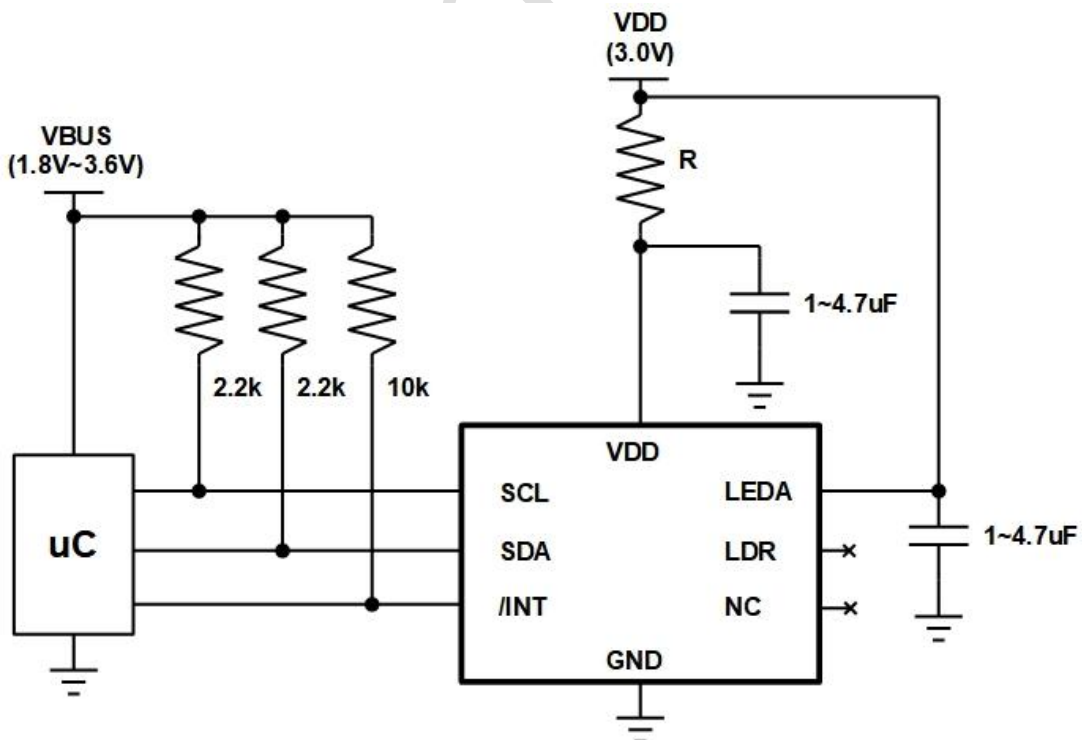 VDD
(3.0V)
VBUS
(1.8V~3.6V)
R
1~4.7uF
2.2k
2.2k
10k
VDD
SCL
LEDA
uC
SDA
LDR
1~4.7uF
/INT
NC
GND